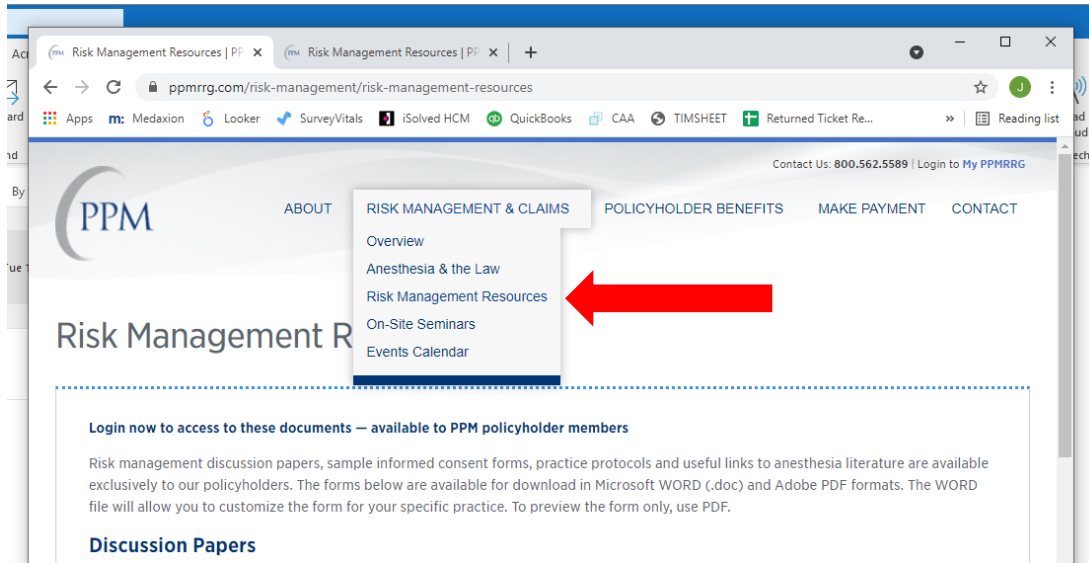 Risk Management Resources | PP
Risk Management Resources | PP
ppmrrg.com/risk-management/risk-management-resources
J
Apps m: Medaxion Looker SurveyVitals iSolved HCM QuickBooks CAA TIMSHEET Returned Ticket Re... » Reading list
Contact Us: 800.562.5589 | Login to My PPMRRG
PPM
ABOUT RISK MANAGEMENT & CLAIMS POLICYHOLDER BENEFITS MAKE PAYMENT CONTACT
Overview
Anesthesia & the Law
Risk Management Resources
On-Site Seminars
Events Calendar
Risk Management R
Login now to access to these documents — available to PPM policyholder members
Risk management discussion papers, sample informed consent forms, practice protocols and useful links to anesthesia literature are available
exclusively to our policyholders. The forms below are available for download in Microsoft WORD (.doc) and Adobe PDF formats. The WORD
file will allow you to customize the form for your specific practice. To preview the form only, use PDF.
Discussion Papers
By